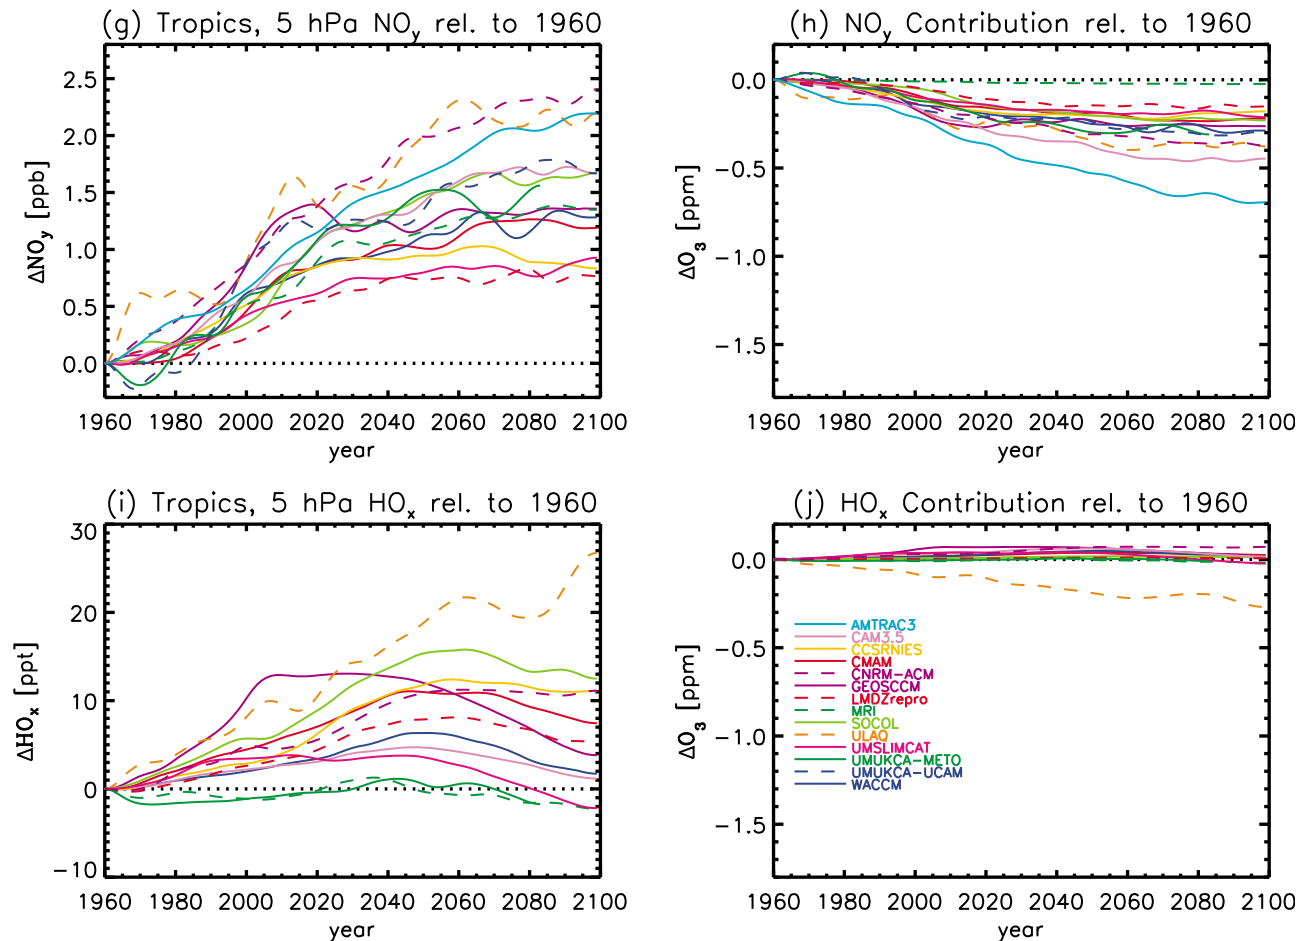 (g) Tropics, 5 hPa NOy rel. to 1960
2.5
2.0
1.5
1.0
0.5
0.0
ΔNOy [ppb]
1960 1980 2000 2020 2040 2060 2080 2100
year
(h) NOy Contribution rel. to 1960
0.0
−0.5
−1.0
−1.5
ΔO3 [ppm]
1960 1980 2000 2020 2040 2060 2080 2100
year
(i) Tropics, 5 hPa HOx rel. to 1960
30
20
10
0
−10
ΔHOx [ppt]
1960 1980 2000 2020 2040 2060 2080 2100
year
(j) HOx Contribution rel. to 1960
0.0
−0.5
−1.0
−1.5
ΔO3 [ppm]
AMTRAC3
CAM3.5
CCSRNIES
CMAM
CNRM−ACM
GEOSCCM
LMDZrepro
MRI
SOCOL
ULAQ
UMSLIMCAT
UMUKCA−METO
UMUKCA−UCAM
WACCM
1960 1980 2000 2020 2040 2060 2080 2100
year